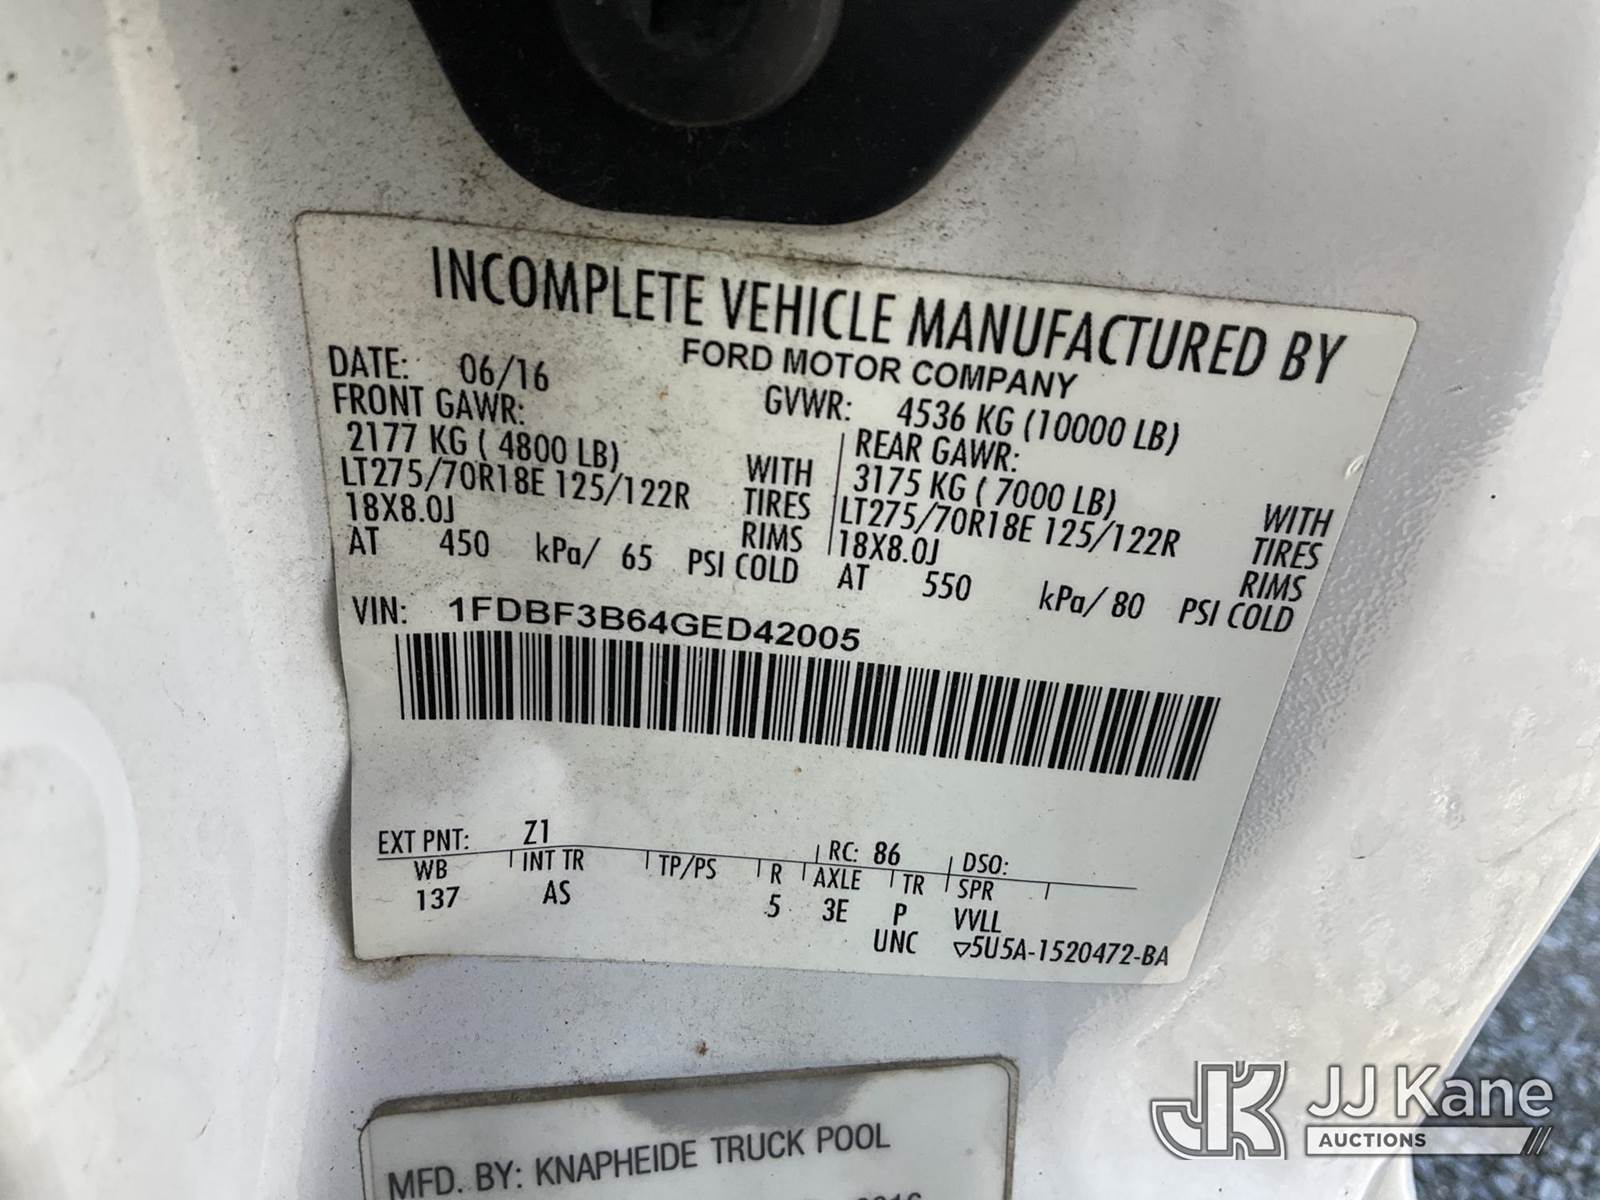 INCOMPLETE VEHICLE MANUFACTURED BY
FORD MOTOR COMPANY
DATE: 06/16 GVWR: 4536 KG (10000 LB)
FRONT GAWR: REAR GAWR:
2177 KG ( 4800 LB) WITH 3175 KG ( 7000 LB) WITH
LT275/70R18E 125/122R TIRES LT275/70R18E 125/122R TIRES
18X8.0J RIMS 18X8.0J RIMS
AT 450 kPa/ 65 PSI COLD AT 550 kPa/ 80 PSI COLD
VIN: 1FDBF3B64GED42005
EXT PNT: Z1 RC: 86 DSO:
WB INT TR TP/PS R AXLE TR SPR
137 AS 5 3E P VVLL
UNC ▽5U5A-1520472-BA
MFD. BY: KNAPHEIDE TRUCK POOL
JK JJ Kane
AUCTIONS